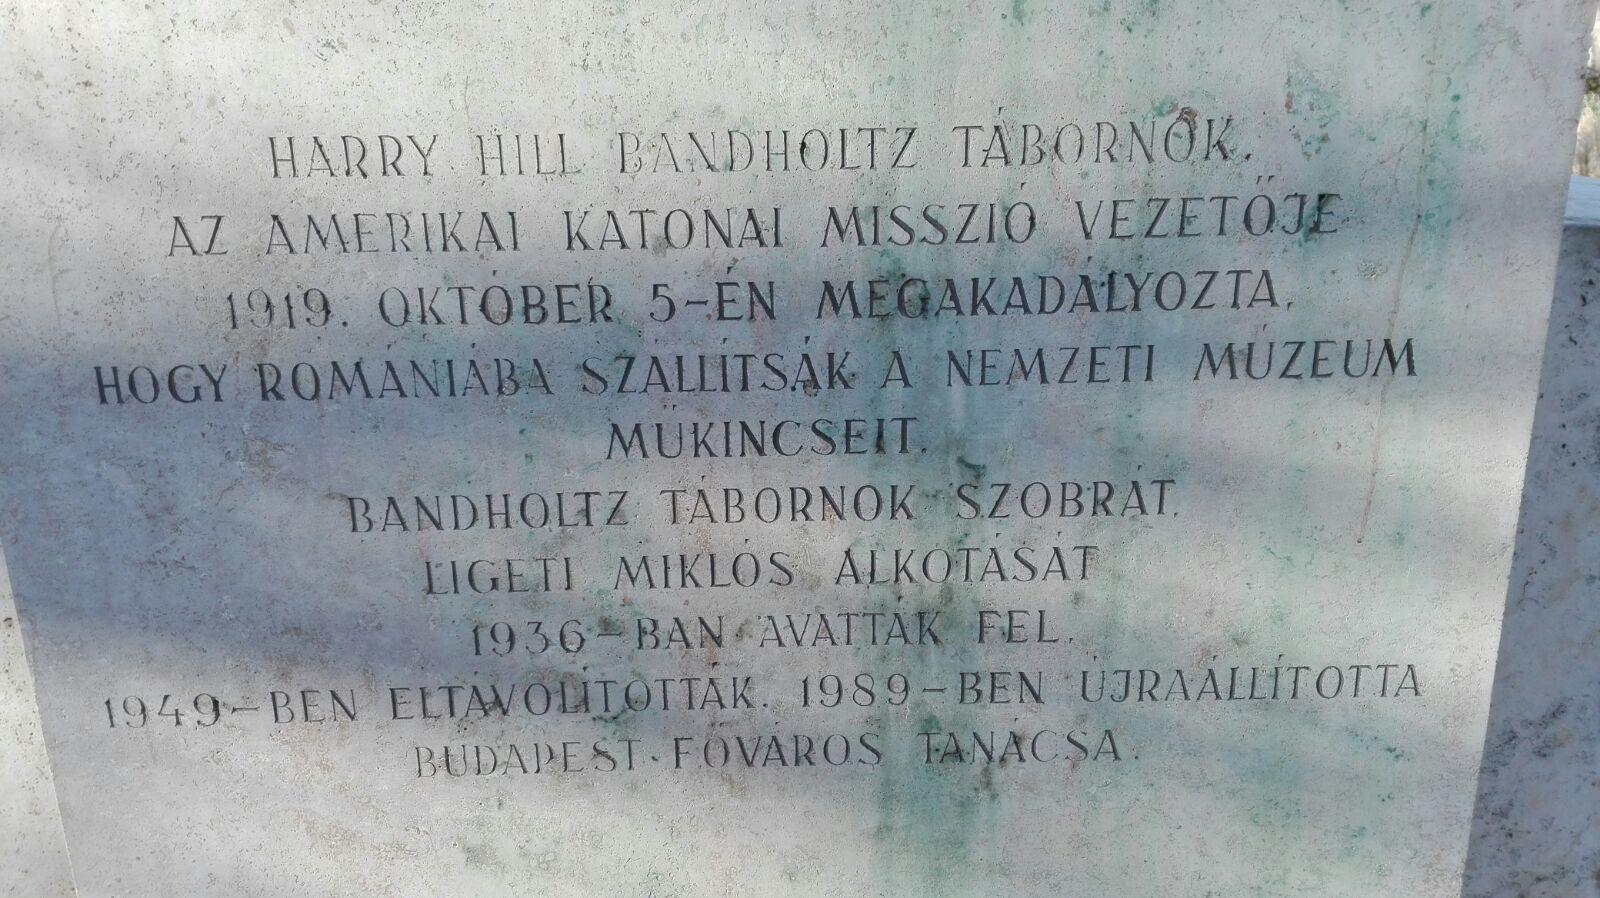 HARRY HILL BANDHOLTZ TÁBORNOK,
AZ AMERIKAI KATONAI MISSZIÓ VEZETŐJE
1919. OKTÓBER 5-ÉN MEGAKADÁLYOZTA,
HOGY ROMÁNIÁBA SZÁLLÍTSÁK A NEMZETI MÚZEUM
MŰKINCSEIT.
BANDHOLTZ TÁBORNOK SZOBRÁT,
LIGETI MIKLÓS ALKOTÁSÁT
1936-BAN AVATTÁK FEL.
1949-BEN ELTÁVOLÍTOTTÁK. 1989-BEN ÚJRAÁLLÍTOTTA
BUDAPEST FŐVÁROS TANÁCSA.